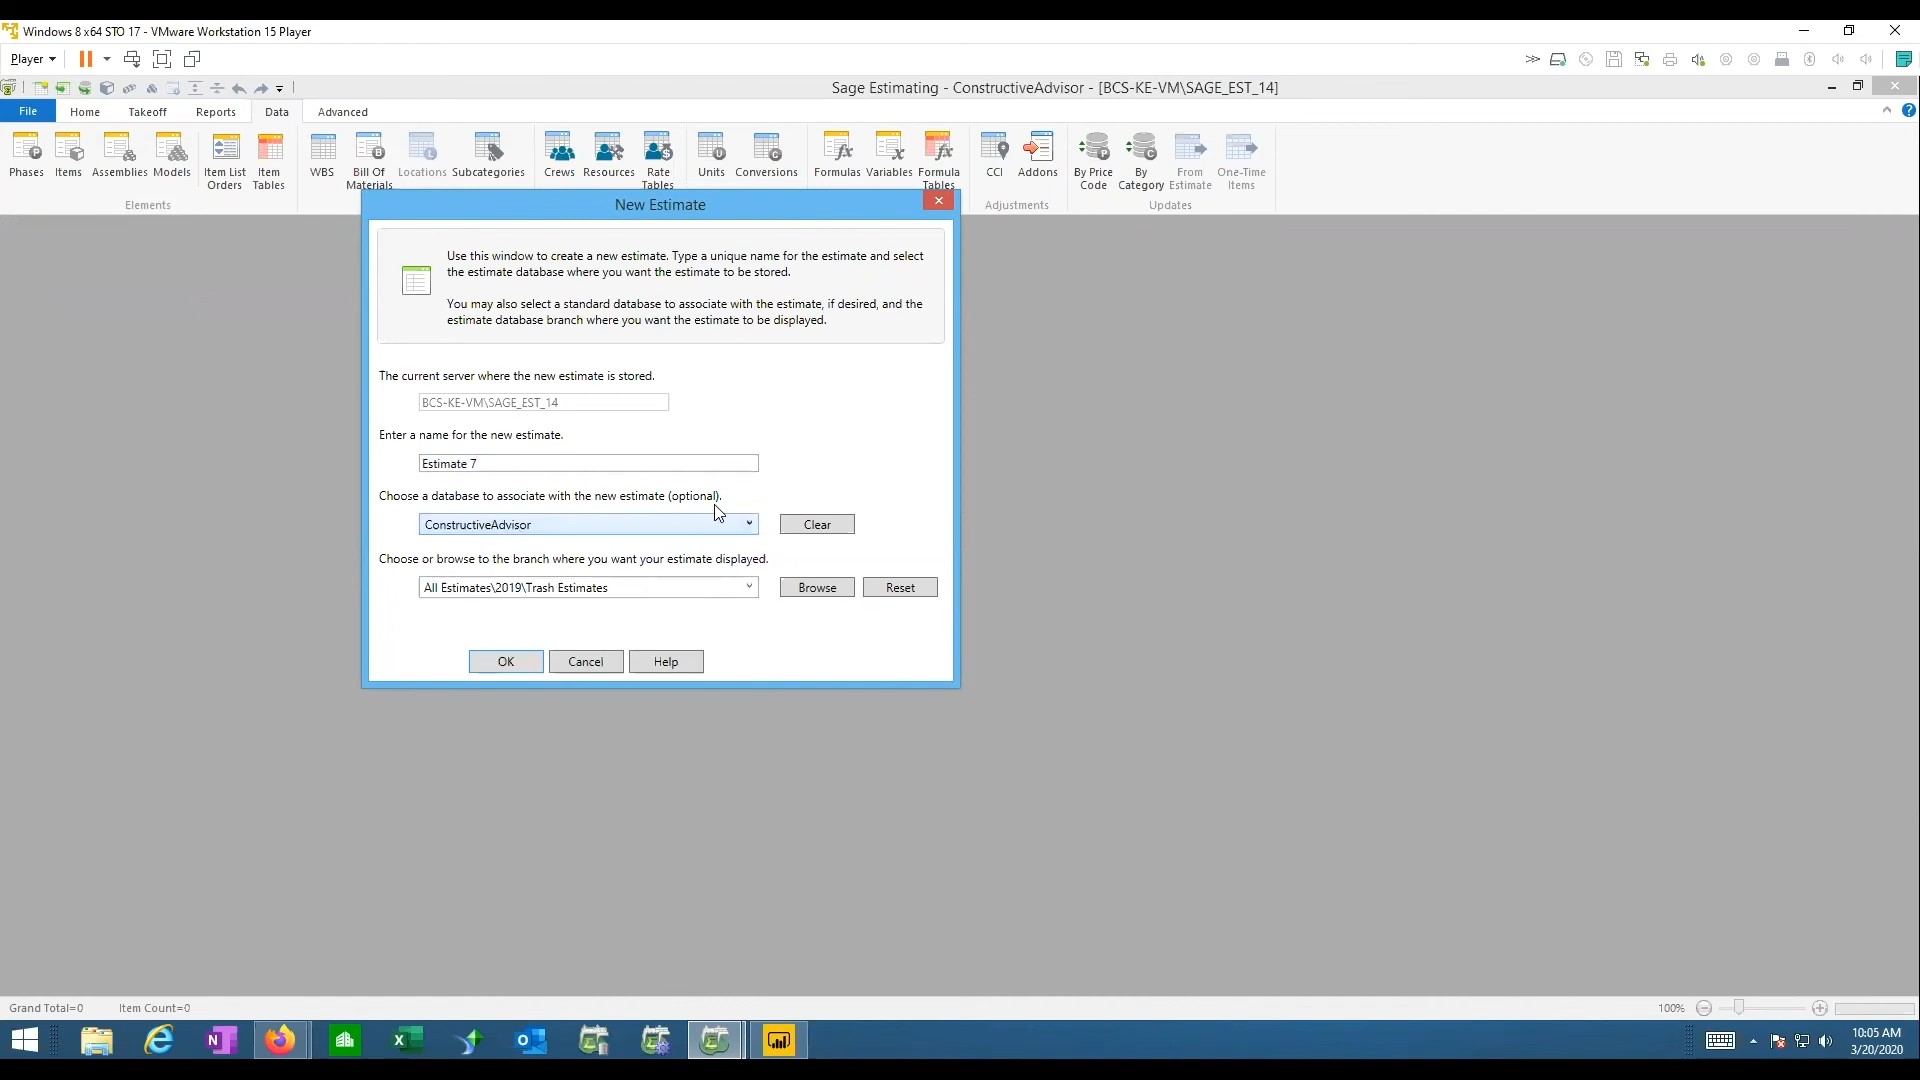 Windows 8 x64 STO 17 - VMware Workstation 15 Player
Player
Sage Estimating - ConstructiveAdvisor - [BCS-KE-VM\SAGE_EST_14]
File Home Takeoff Reports Data Advanced
Phases Items Assemblies Models Item List Orders Item Tables WBS Bill Of Materials Locations Subcategories Crews Resources Rate Tables Units Conversions Formulas Variables Formula Tables CCI Addons By Price Code By Category From Estimate One-Time Items
Elements Adjustments Updates
New Estimate
Use this window to create a new estimate. Type a unique name for the estimate and select
the estimate database where you want the estimate to be stored.
You may also select a standard database to associate with the estimate, if desired, and the
estimate database branch where you want the estimate to be displayed.
The current server where the new estimate is stored.
BCS-KE-VM\SAGE_EST_14
Enter a name for the new estimate.
Estimate 7
Choose a database to associate with the new estimate (optional).
ConstructiveAdvisor Clear
Choose or browse to the branch where you want your estimate displayed.
All Estimates\2019\Trash Estimates Browse Reset
OK Cancel Help
Grand Total=0 Item Count=0 100%
10:05 AM
3/20/2020